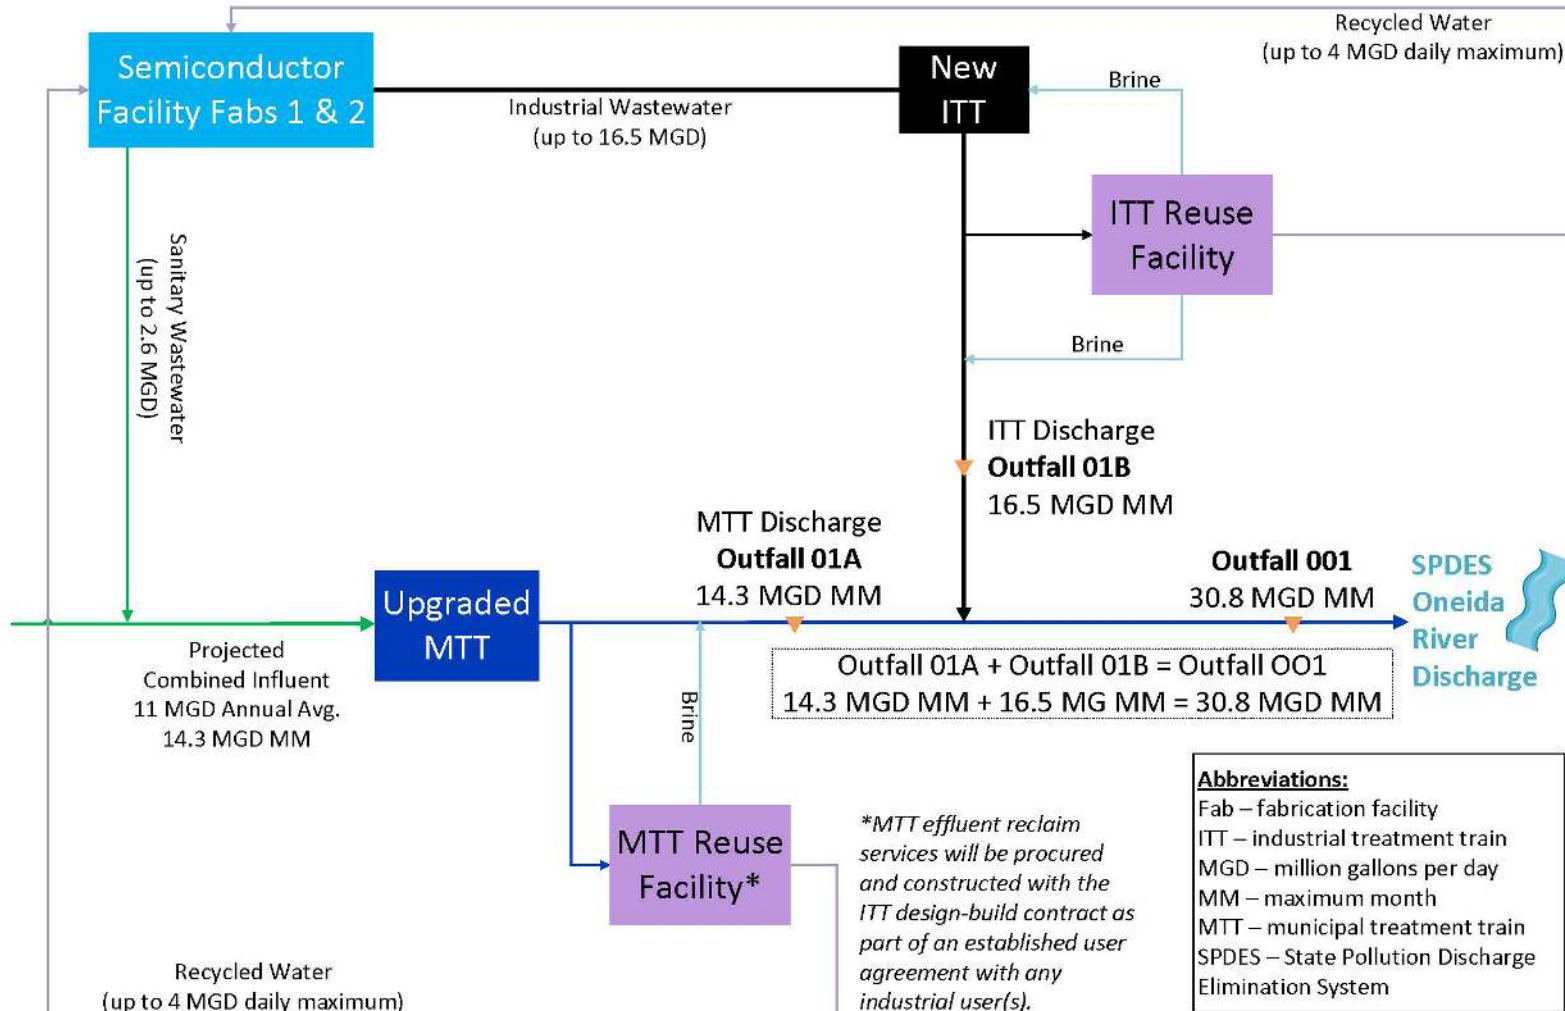 Recycled Water
(up to 4 MGD daily maximum)
Semiconductor
Facility Fabs 1 & 2
Industrial Wastewater
(up to 16.5 MGD)
New
ITT
Brine
ITT Reuse
Facility
Brine
Sanitary Wastewater
(up to 2.6 MGD)
ITT Discharge
Outfall 01B
16.5 MGD MM
MTT Discharge
Outfall 01A
14.3 MGD MM
Outfall 001
30.8 MGD MM
SPDES
Oneida
River
Discharge
Upgraded
MTT
Projected
Combined Influent
11 MGD Annual Avg.
14.3 MGD MM
Outfall 01A + Outfall 01B = Outfall OO1
14.3 MGD MM + 16.5 MG MM = 30.8 MGD MM
Brine
MTT Reuse
Facility*
*MTT effluent reclaim
services will be procured
and constructed with the
ITT design-build contract as
part of an established user
agreement with any
industrial user(s).
Abbreviations:
Fab – fabrication facility
ITT – industrial treatment train
MGD – million gallons per day
MM – maximum month
MTT – municipal treatment train
SPDES – State Pollution Discharge
Elimination System
Recycled Water
(up to 4 MGD daily maximum)